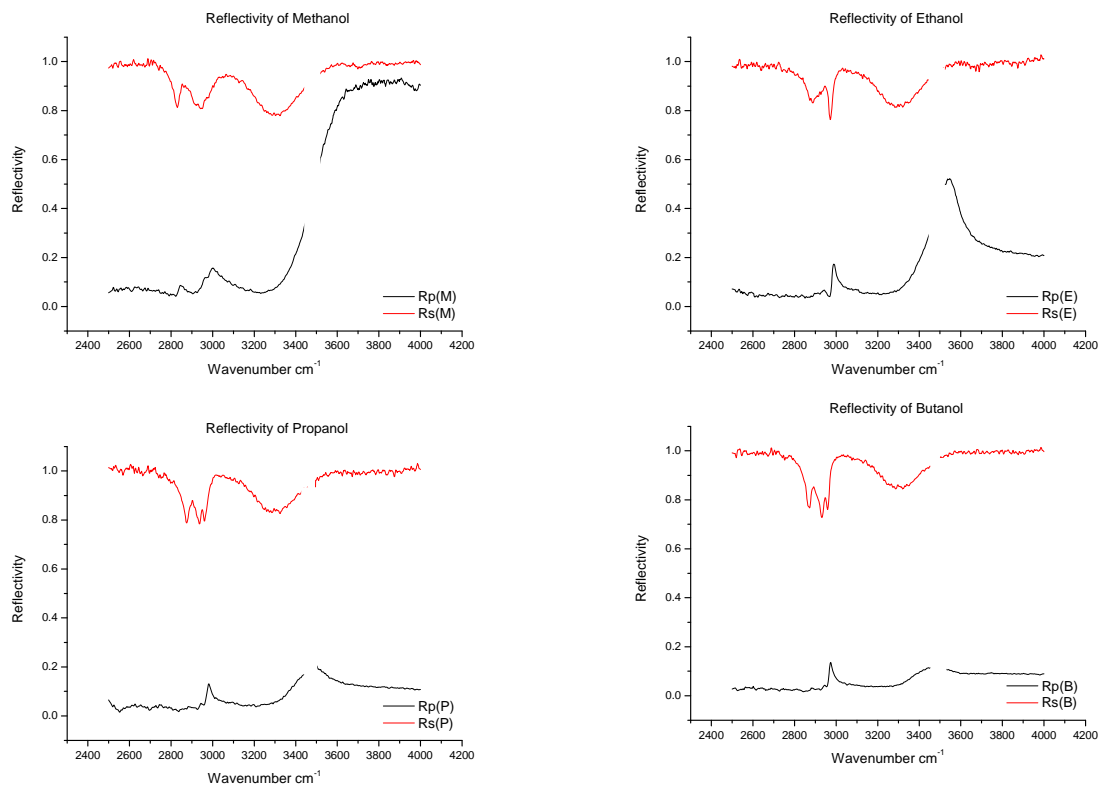 Reflectivity of Methanol
1.0
0.8
0.6
0.4
0.2
0.0
Reflectivity
Rp(M)
Rs(M)
2400 2600 2800 3000 3200 3400 3600 3800 4000 4200
Wavenumber cm-1
Reflectivity of Ethanol
1.0
0.8
0.6
0.4
0.2
0.0
Reflectivity
Rp(E)
Rs(E)
2400 2600 2800 3000 3200 3400 3600 3800 4000 4200
Wavenumber cm-1
Reflectivity of Propanol
1.0
0.8
0.6
0.4
0.2
0.0
Reflectivity
Rp(P)
Rs(P)
2400 2600 2800 3000 3200 3400 3600 3800 4000 4200
Wavenumber cm-1
Reflectivity of Butanol
1.0
0.8
0.6
0.4
0.2
0.0
Reflectivity
Rp(B)
Rs(B)
2400 2600 2800 3000 3200 3400 3600 3800 4000 4200
Wavenumber cm-1